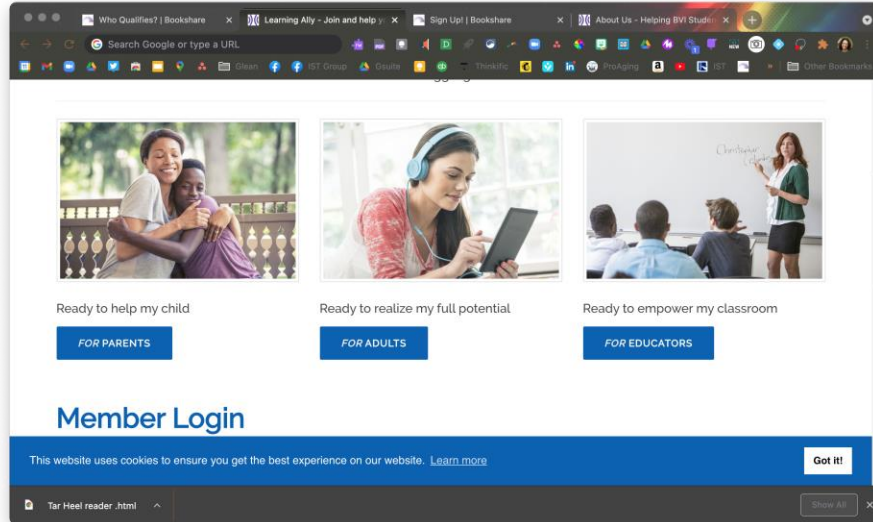 Who Qualifies? | Bookshare
Learning Ally - Join and help y
Sign Up! | Bookshare
About Us - Helping BVI Studen
Search Google or type a URL
Glean
IST Group
Gsuite
Thinkific
ProAging
IST
Other Bookmarks
Christopher
Ready to help my child
Ready to realize my full potential
Ready to empower my classroom
FOR PARENTS
FOR ADULTS
FOR EDUCATORS
Member Login
This website uses cookies to ensure you get the best experience on our website. Learn more
Got it!
Tar Heel reader .html
Show All